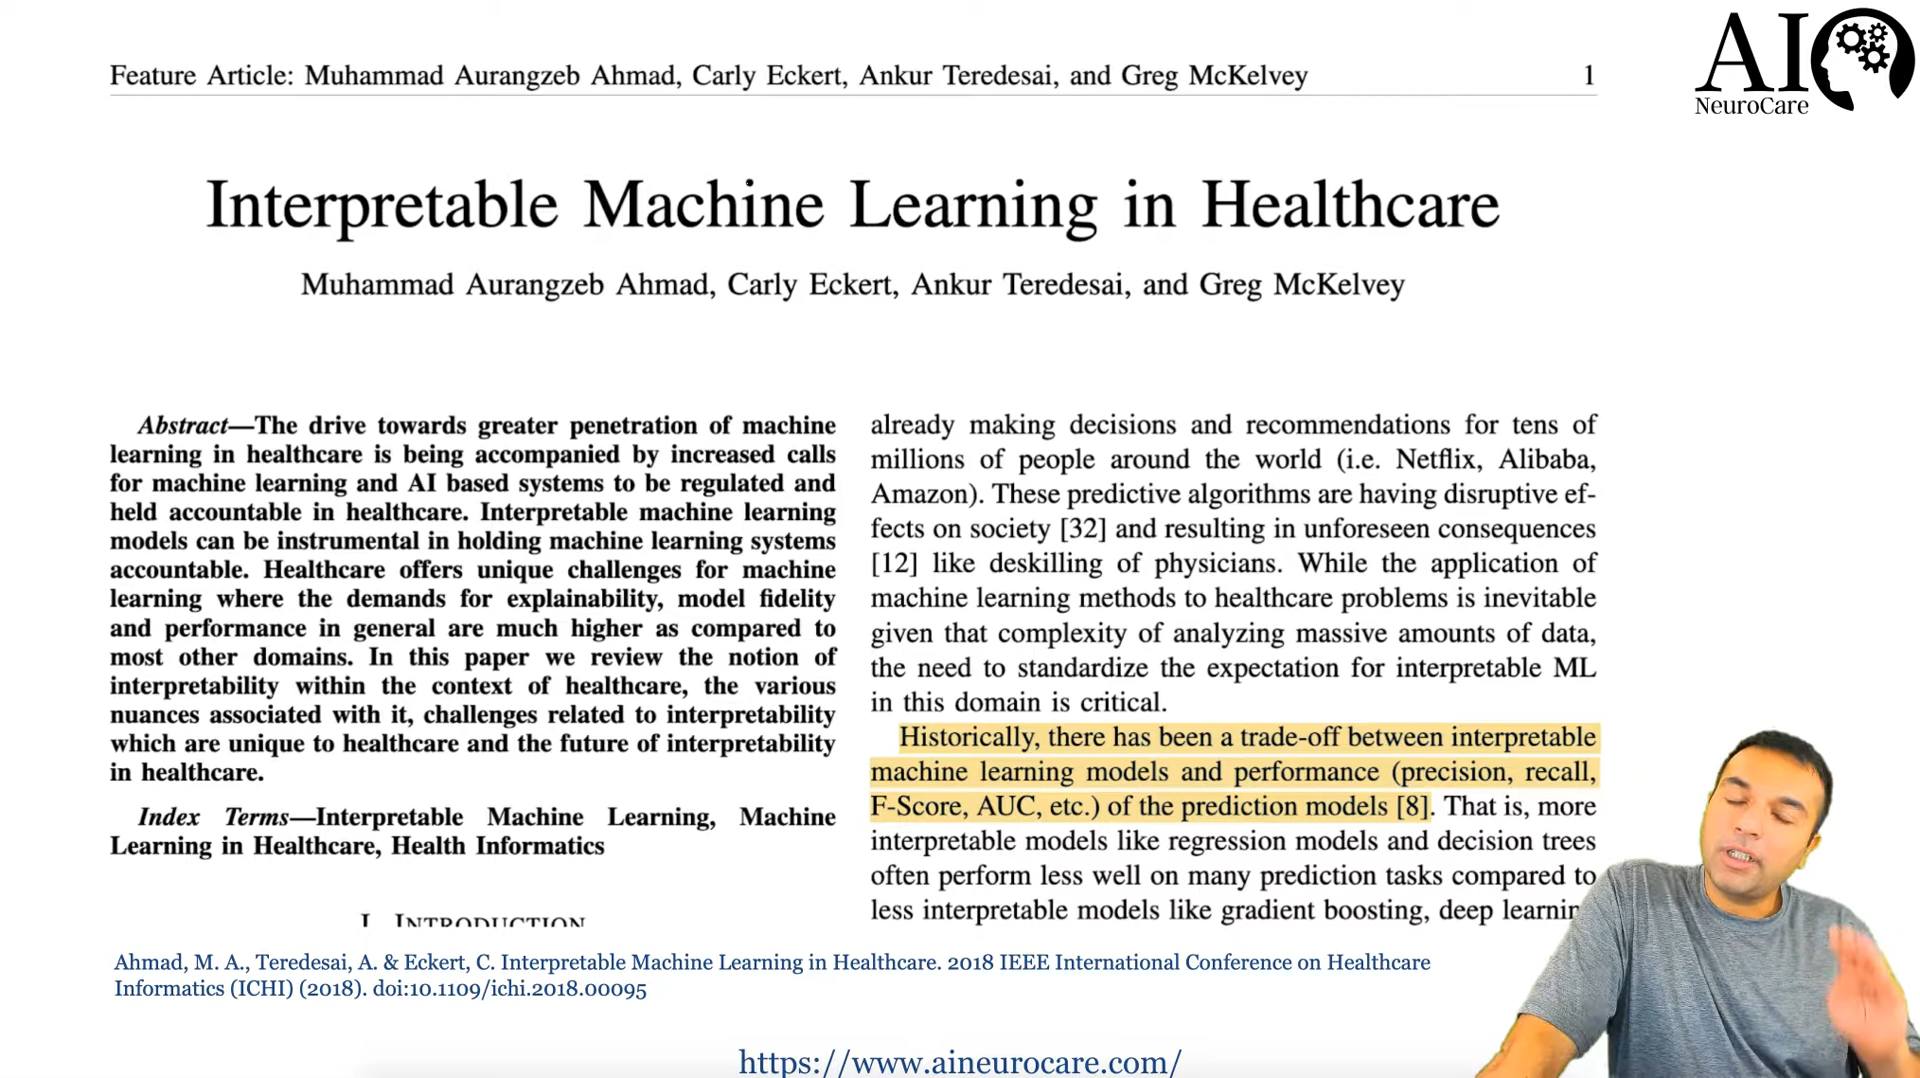 Feature Article: Muhammad Aurangzeb Ahmad, Carly Eckert, Ankur Teredesai, and Greg McKelvey 1
AI
NeuroCare
Interpretable Machine Learning in Healthcare
Muhammad Aurangzeb Ahmad, Carly Eckert, Ankur Teredesai, and Greg McKelvey
Abstract—The drive towards greater penetration of machine
learning in healthcare is being accompanied by increased calls
for machine learning and AI based systems to be regulated and
held accountable in healthcare. Interpretable machine learning
models can be instrumental in holding machine learning systems
accountable. Healthcare offers unique challenges for machine
learning where the demands for explainability, model fidelity
and performance in general are much higher as compared to
most other domains. In this paper we review the notion of
interpretability within the context of healthcare, the various
nuances associated with it, challenges related to interpretability
which are unique to healthcare and the future of interpretability
in healthcare.
Index Terms—Interpretable Machine Learning, Machine
Learning in Healthcare, Health Informatics
I. INTRODUCTION
already making decisions and recommendations for tens of
millions of people around the world (i.e. Netflix, Alibaba,
Amazon). These predictive algorithms are having disruptive ef-
fects on society [32] and resulting in unforeseen consequences
[12] like deskilling of physicians. While the application of
machine learning methods to healthcare problems is inevitable
given that complexity of analyzing massive amounts of data,
the need to standardize the expectation for interpretable ML
in this domain is critical.
Historically, there has been a trade-off between interpretable
machine learning models and performance (precision, recall,
F-Score, AUC, etc.) of the prediction models [8]. That is, more
interpretable models like regression models and decision trees
often perform less well on many prediction tasks compared to
less interpretable models like gradient boosting, deep learnin
Ahmad, M. A., Teredesai, A. & Eckert, C. Interpretable Machine Learning in Healthcare. 2018 IEEE International Conference on Healthcare
Informatics (ICHI) (2018). doi:10.1109/ichi.2018.00095
https://www.aineurocare.com/